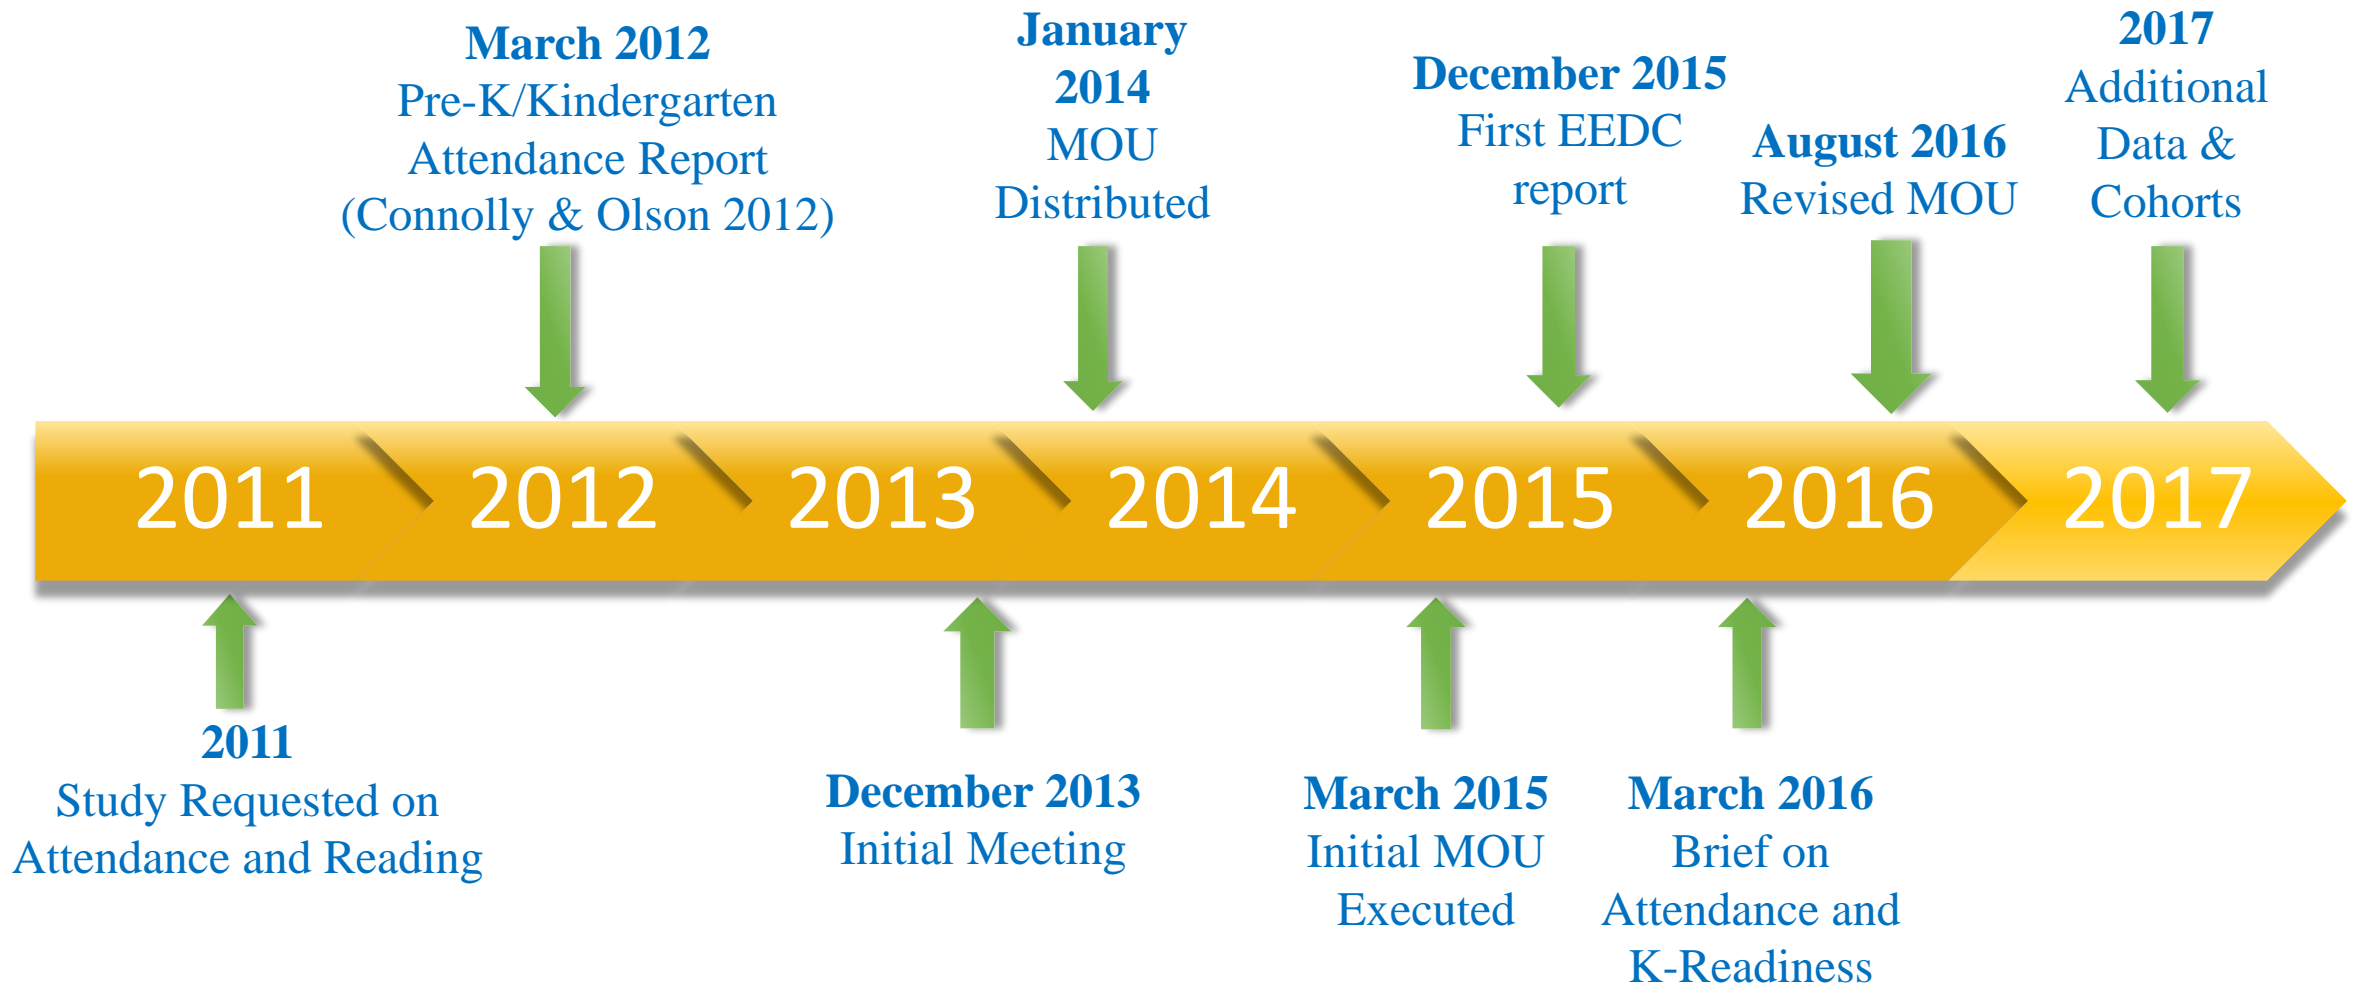 March 2012
Pre-K/Kindergarten
Attendance Report
(Connolly & Olson 2012)
January
2014
MOU
Distributed
December 2015
First EEDC
report
August 2016
Revised MOU
2017
Additional
Data &
Cohorts
2011 2012 2013 2014 2015 2016 2017
2011
Study Requested on
Attendance and Reading
December 2013
Initial Meeting
March 2015
Initial MOU
Executed
March 2016
Brief on
Attendance and
K-Readiness